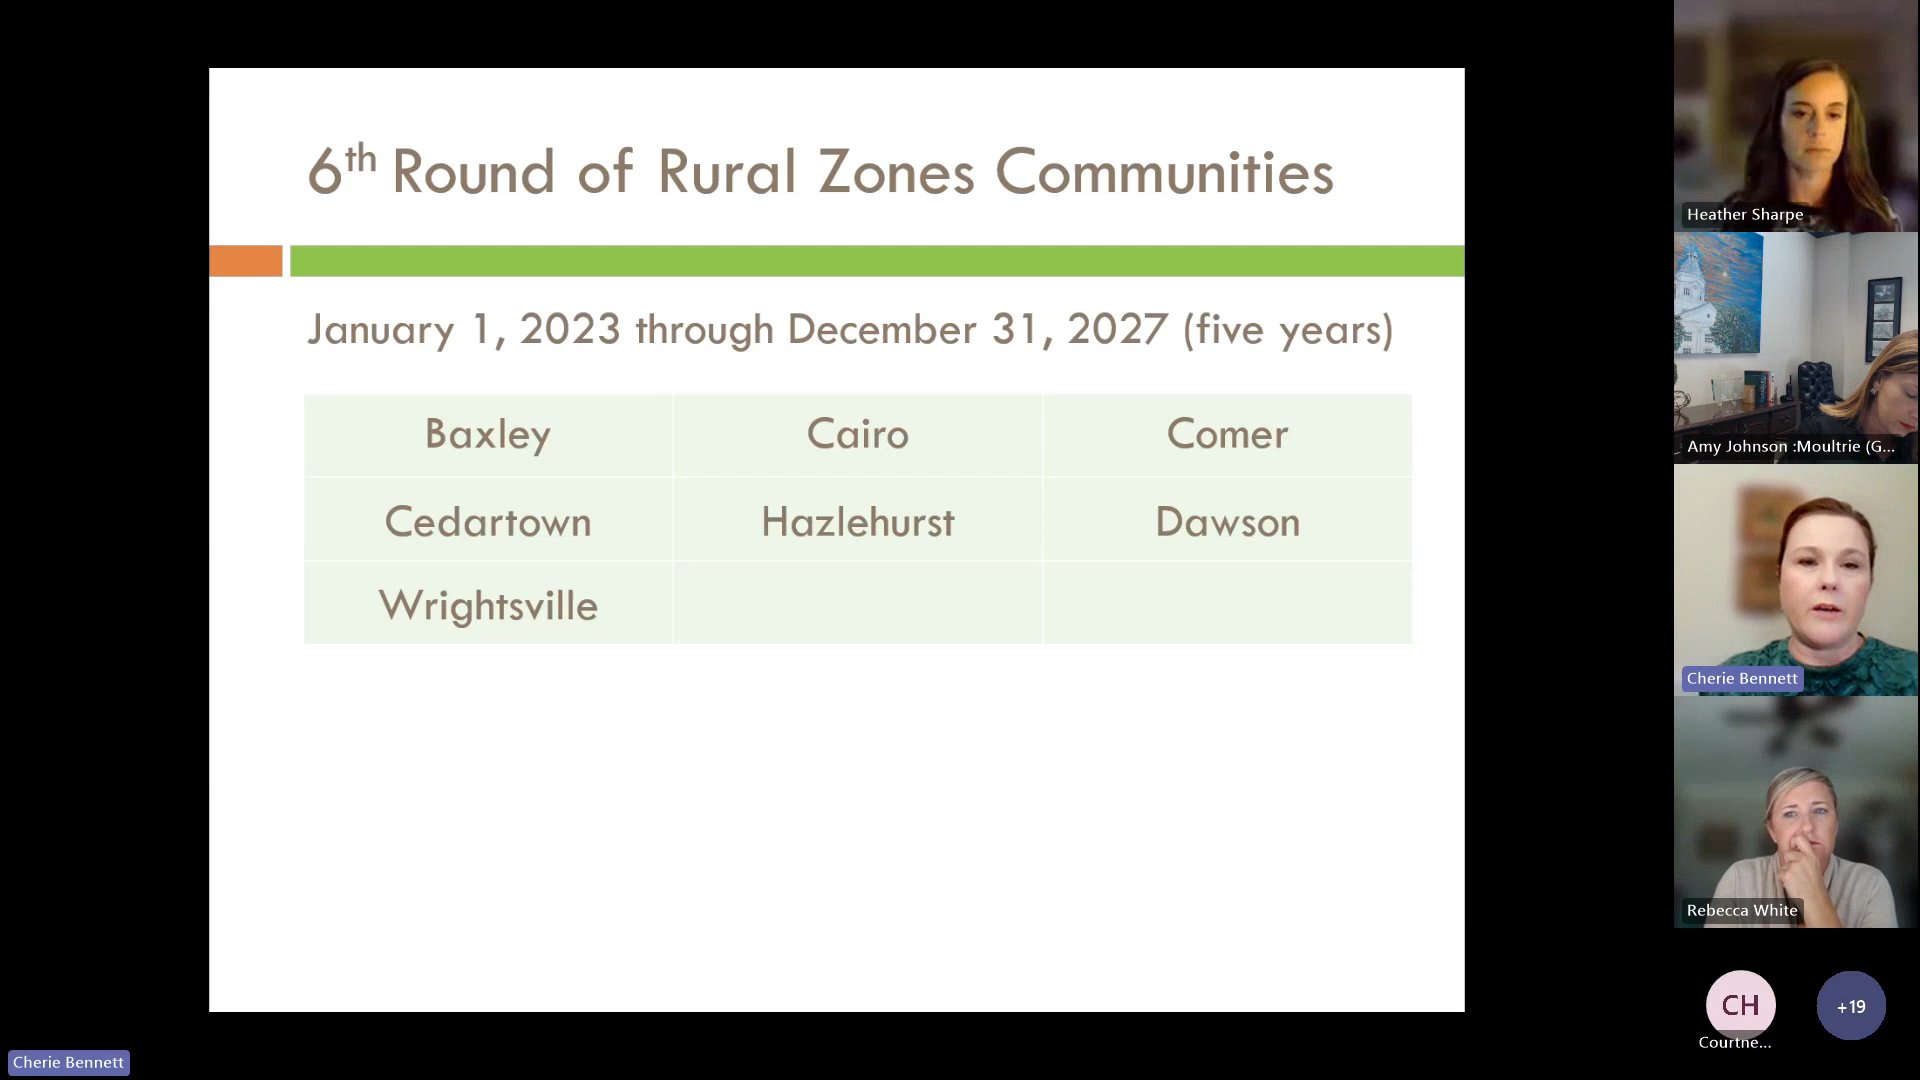 6th Round of Rural Zones Communities
January 1, 2023 through December 31, 2027 (five years)
Baxley Cairo Comer
Cedartown Hazlehurst Dawson
Wrightsville
Heather Sharpe
Amy Johnson :Moultrie (G...
Cherie Bennett
Rebecca White
CH
+19
Courtne...
Cherie Bennett